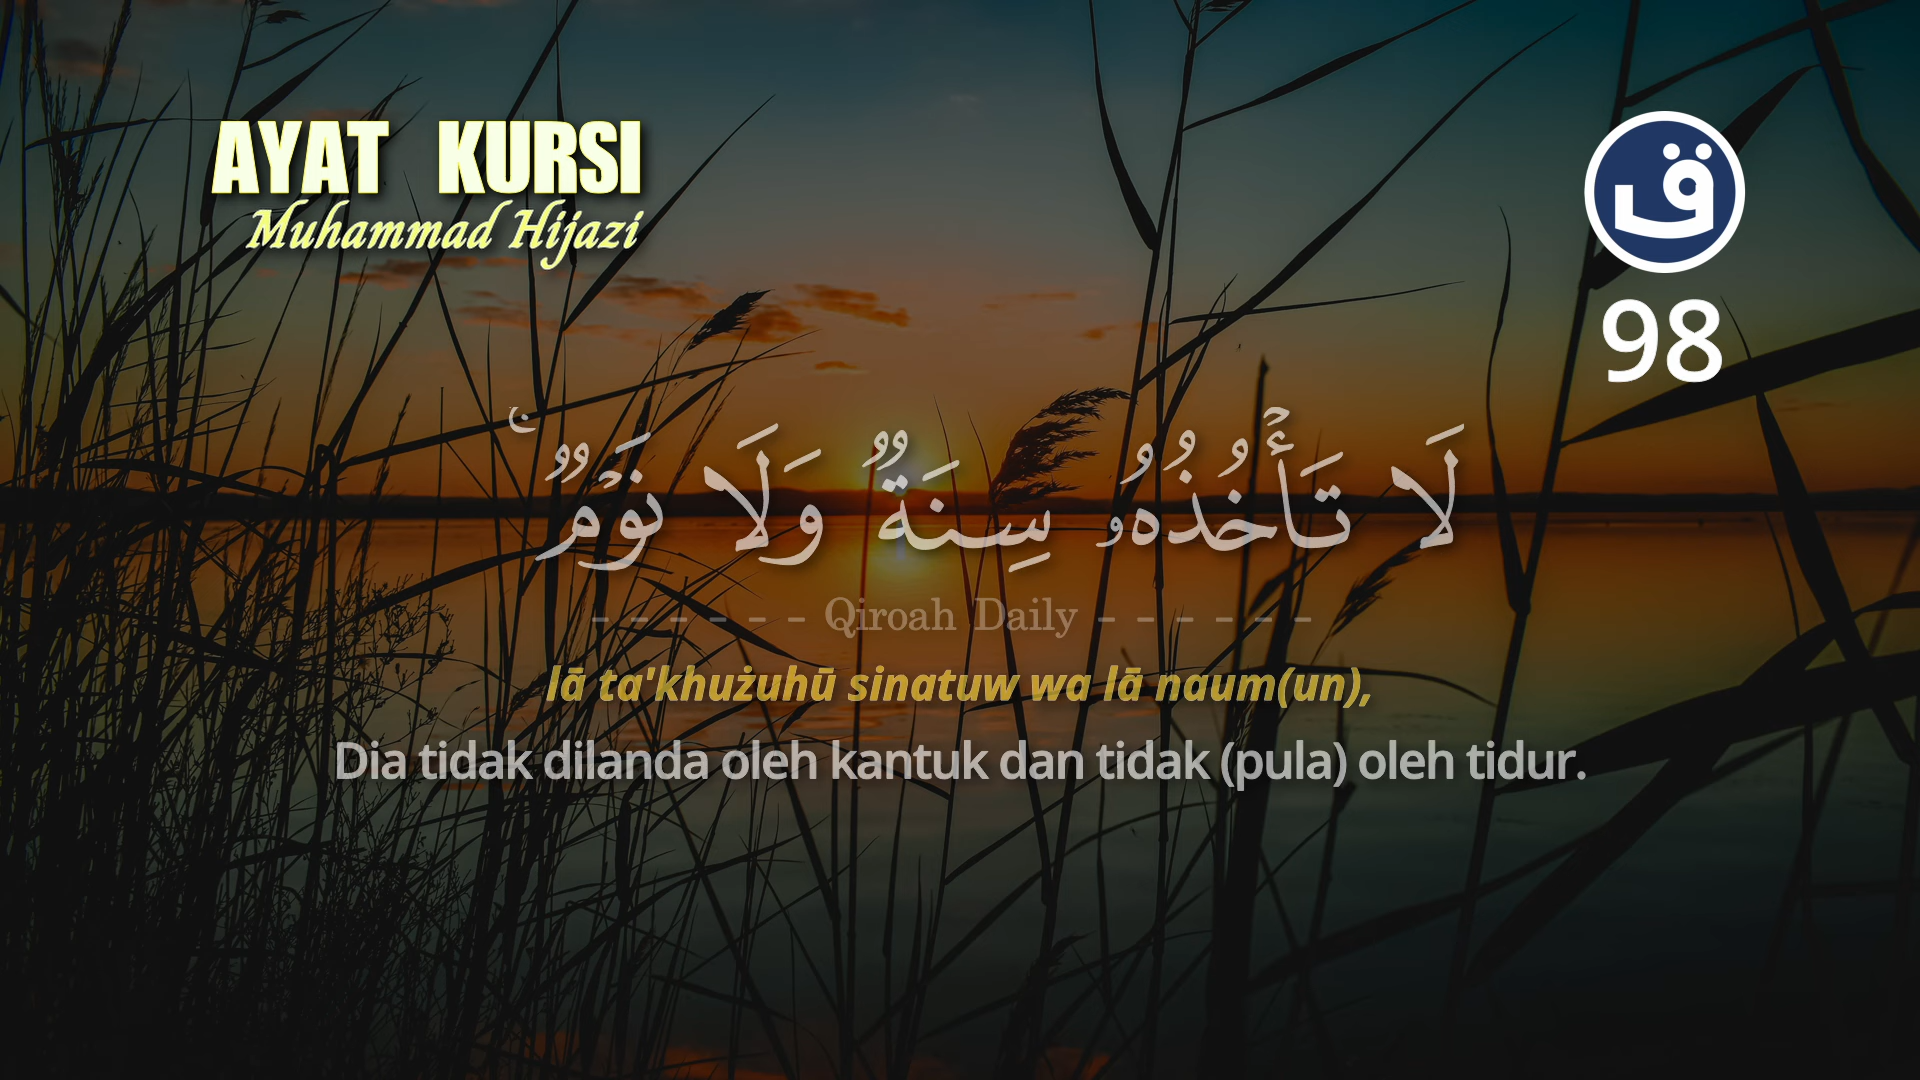 AYAT KURSI
Muhammad Hijazi
ق
98
لَا تَأْخُذُهُۥ سِنَةٌۭ وَلَا نَوْمٌۭ ۚ
- - - - - - Qiroah Daily - - - - - -
lā ta'khużuhū sinatuw wa lā naum(un),
Dia tidak dilanda oleh kantuk dan tidak (pula) oleh tidur.